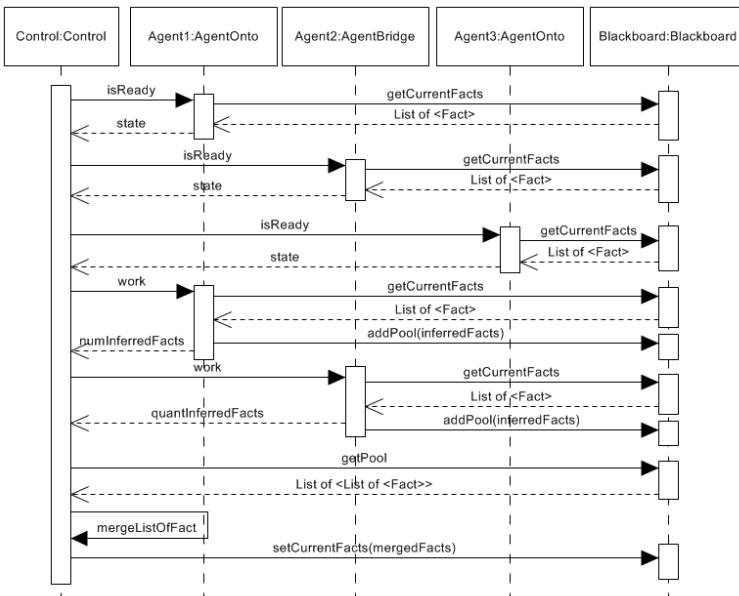 Control:Control
Agent1:AgentOnto
Agent2:AgentBridge
Agent3:AgentOnto
Blackboard:Blackboard
isReady
getCurrentFacts
List of <Fact>
state
isReady
getCurrentFacts
List of <Fact>
state
isReady
getCurrentFacts
List of <Fact>
state
work
getCurrentFacts
List of <Fact>
addPool(inferredFacts)
numInferredFacts
work
getCurrentFacts
List of <Fact>
quantInferredFacts
addPool(inferredFacts)
getPool
List of <List of <Fact>>
mergeListOfFact
setCurrentFacts(mergedFacts)